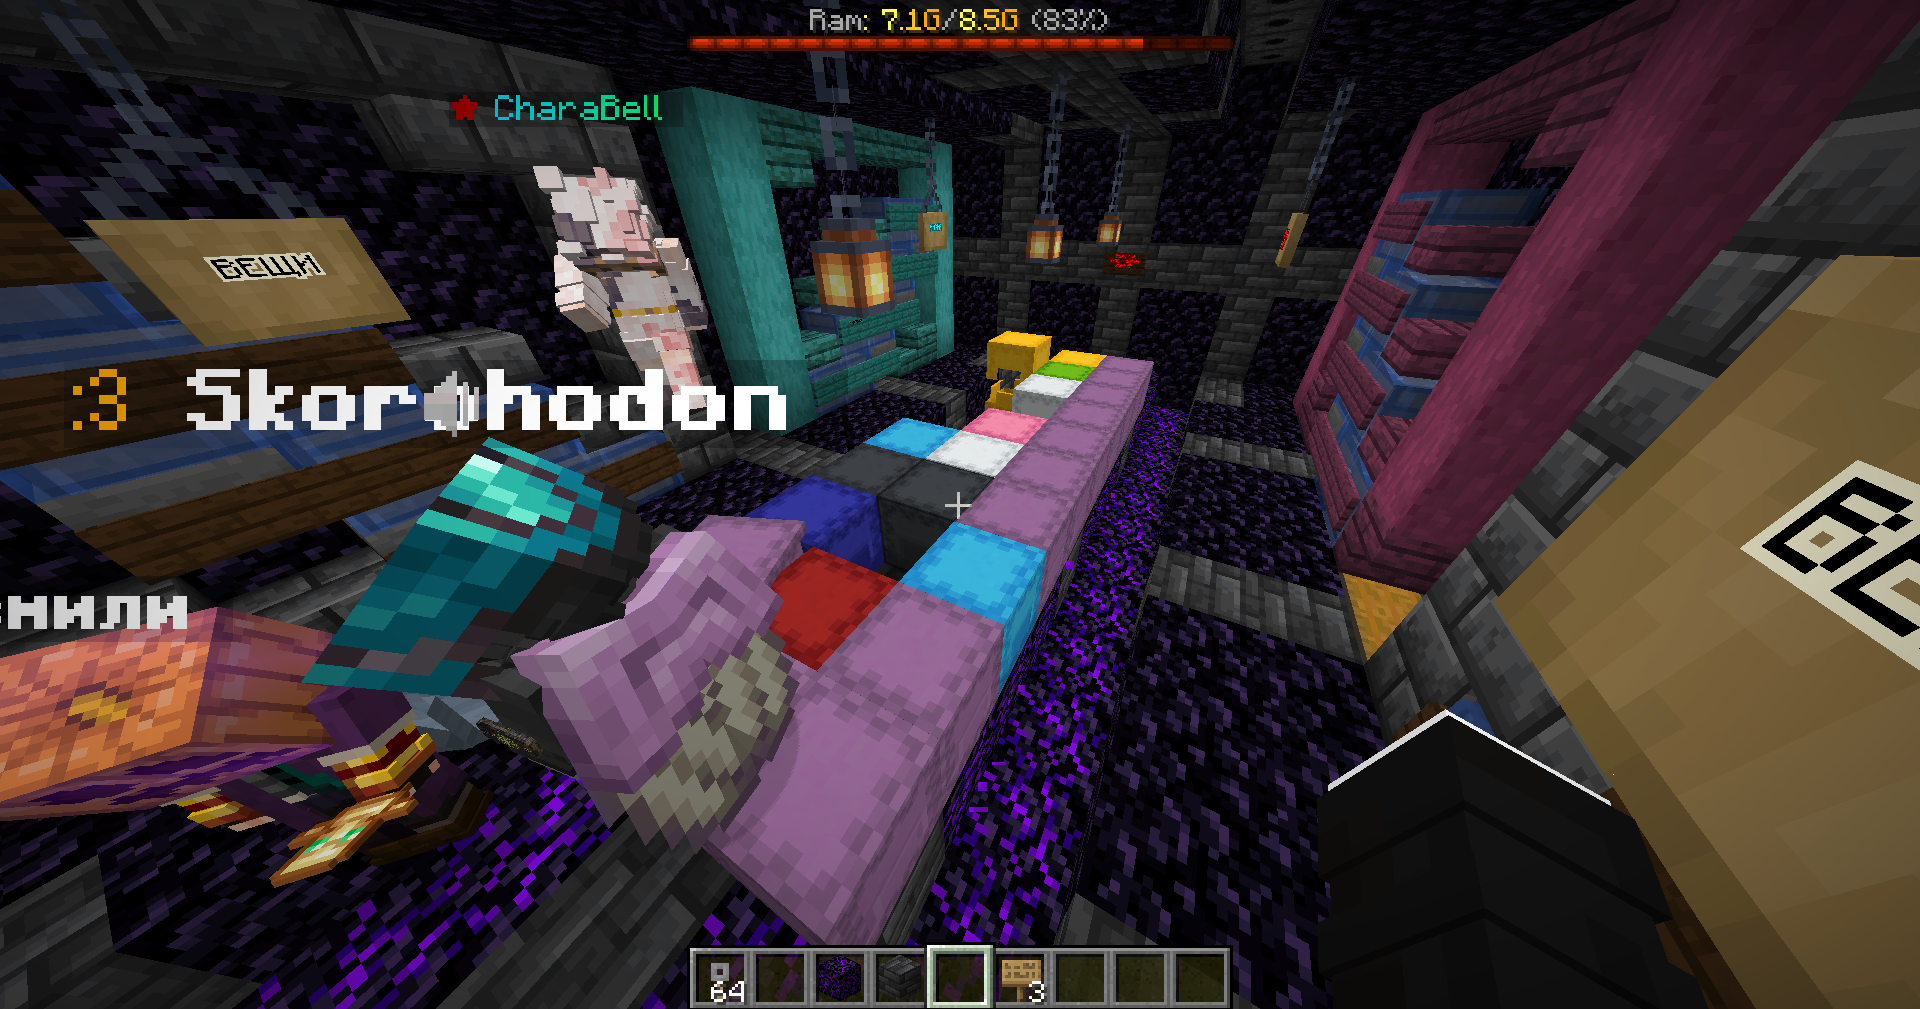 Ram: 7.1G/8.5G (83%)
CharaBell
ВЕЩИ
:3 Skor hodon
нили
64
3